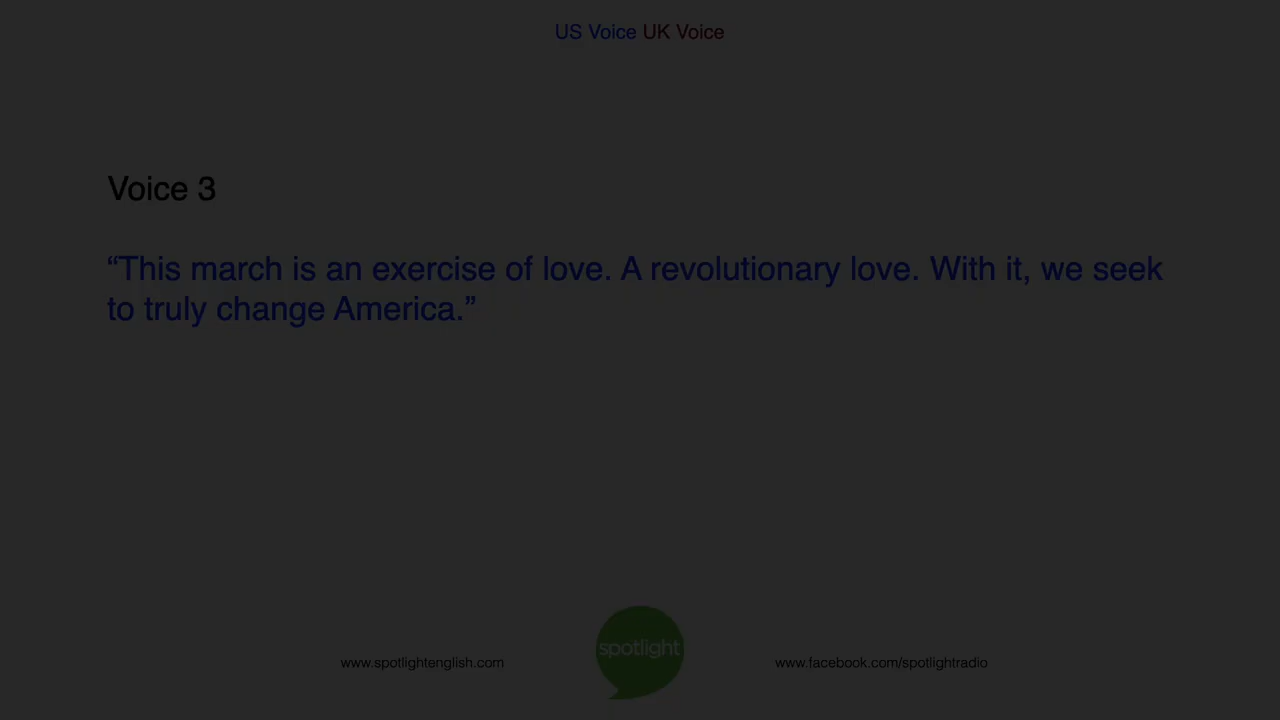 US Voice UK Voice
Voice 3
“This march is an exercise of love. A revolutionary love. With it, we seek
to truly change America.”
spotlight
www.spotlightenglish.com
www.facebook.com/spotlightradio